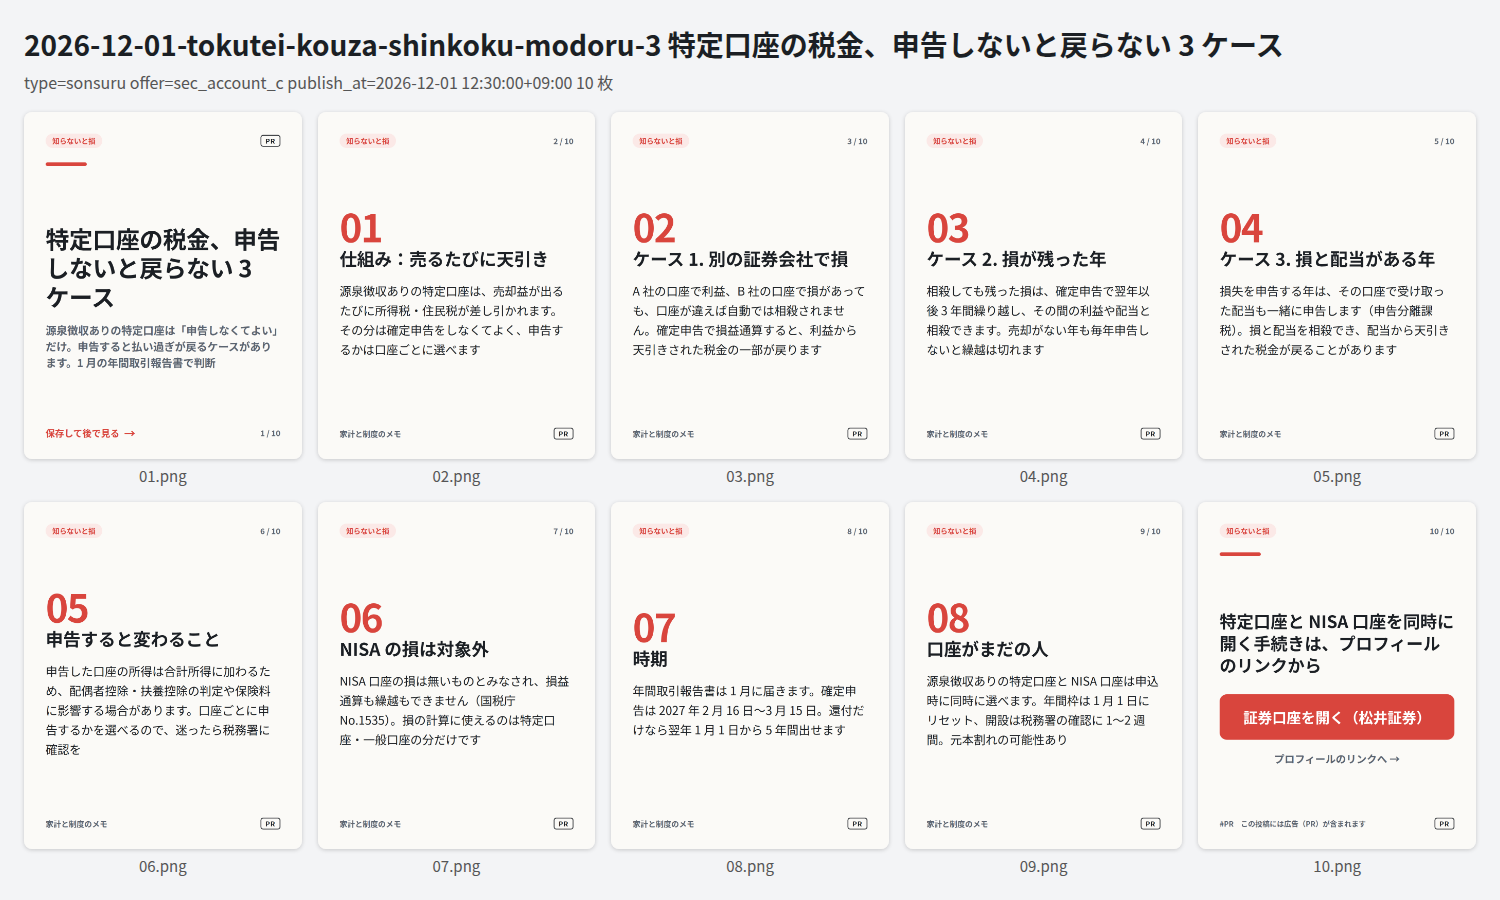 2026-12-01-tokutei-kouza-shinkoku-modoru-3 特定口座の税金、申告しないと戻らない 3 ケース
type=sonsuru offer=sec_account_c publish_at=2026-12-01 12:30:00+09:00 10 枚
知らないと損
PR
特定口座の税金、申告
しないと戻らない 3
ケース
源泉徴収ありの特定口座は「申告しなくてよい」
だけ。申告すると払い過ぎが戻るケースがあり
ます。1 月の年間取引報告書で判断
保存して後で見る →
1 / 10
01.png
知らないと損
2 / 10
01
仕組み：売るたびに天引き
源泉徴収ありの特定口座は、売却益が出る
たびに所得税・住民税が差し引かれます。
その分は確定申告をしなくてよく、申告す
るかは口座ごとに選べます
家計と制度のメモ
PR
02.png
知らないと損
3 / 10
02
ケース 1. 別の証券会社で損
A 社の口座で利益、B 社の口座で損があって
も、口座が違えば自動では相殺されませ
ん。確定申告で損益通算すると、利益から
天引きされた税金の一部が戻ります
家計と制度のメモ
PR
03.png
知らないと損
4 / 10
03
ケース 2. 損が残った年
相殺しても残った損は、確定申告で翌年以
後 3 年間繰り越し、その間の利益や配当と
相殺できます。売却がない年も毎年申告し
ないと繰越は切れます
家計と制度のメモ
PR
04.png
知らないと損
5 / 10
04
ケース 3. 損と配当がある年
損失を申告する年は、その口座で受け取っ
た配当も一緒に申告します（申告分離課
税）。損と配当を相殺でき、配当から天引き
された税金が戻ることがあります
家計と制度のメモ
PR
05.png
知らないと損
6 / 10
05
申告すると変わること
申告した口座の所得は合計所得に加わるた
め、配偶者控除・扶養控除の判定や保険料
に影響する場合があります。口座ごとに申
告するかを選べるので、迷ったら税務署に
確認を
家計と制度のメモ
PR
06.png
知らないと損
7 / 10
06
NISA の損は対象外
NISA 口座の損は無いものとみなされ、損益
通算も繰越もできません（国税庁
No.1535）。損の計算に使えるのは特定口
座・一般口座の分だけです
家計と制度のメモ
PR
07.png
知らないと損
8 / 10
07
時期
年間取引報告書は 1 月に届きます。確定申
告は 2027 年 2 月 16 日〜3 月 15 日。還付だ
けなら翌年 1 月 1 日から 5 年間出せます
家計と制度のメモ
PR
08.png
知らないと損
9 / 10
08
口座がまだの人
源泉徴収ありの特定口座と NISA 口座は申込
時に同時に選べます。年間枠は 1 月 1 日に
リセット、開設は税務署の確認に 1〜2 週
間。元本割れの可能性あり
家計と制度のメモ
PR
09.png
知らないと損
10 / 10
特定口座と NISA 口座を同時に
開く手続きは、プロフィール
のリンクから
証券口座を開く（松井証券）
プロフィールのリンクへ →
#PR この投稿には広告（PR）が含まれます
PR
10.png